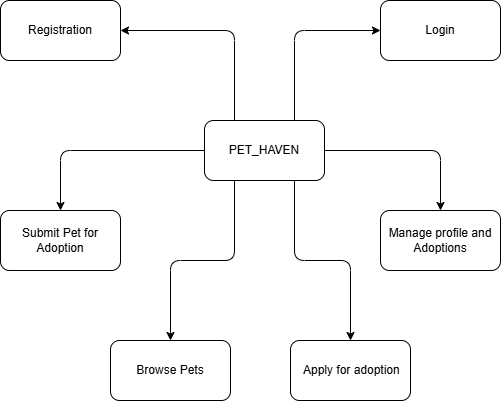 Registration
Login
PET_HAVEN
Submit Pet for
Adoption
Manage profile and
Adoptions
Browse Pets
Apply for adoption